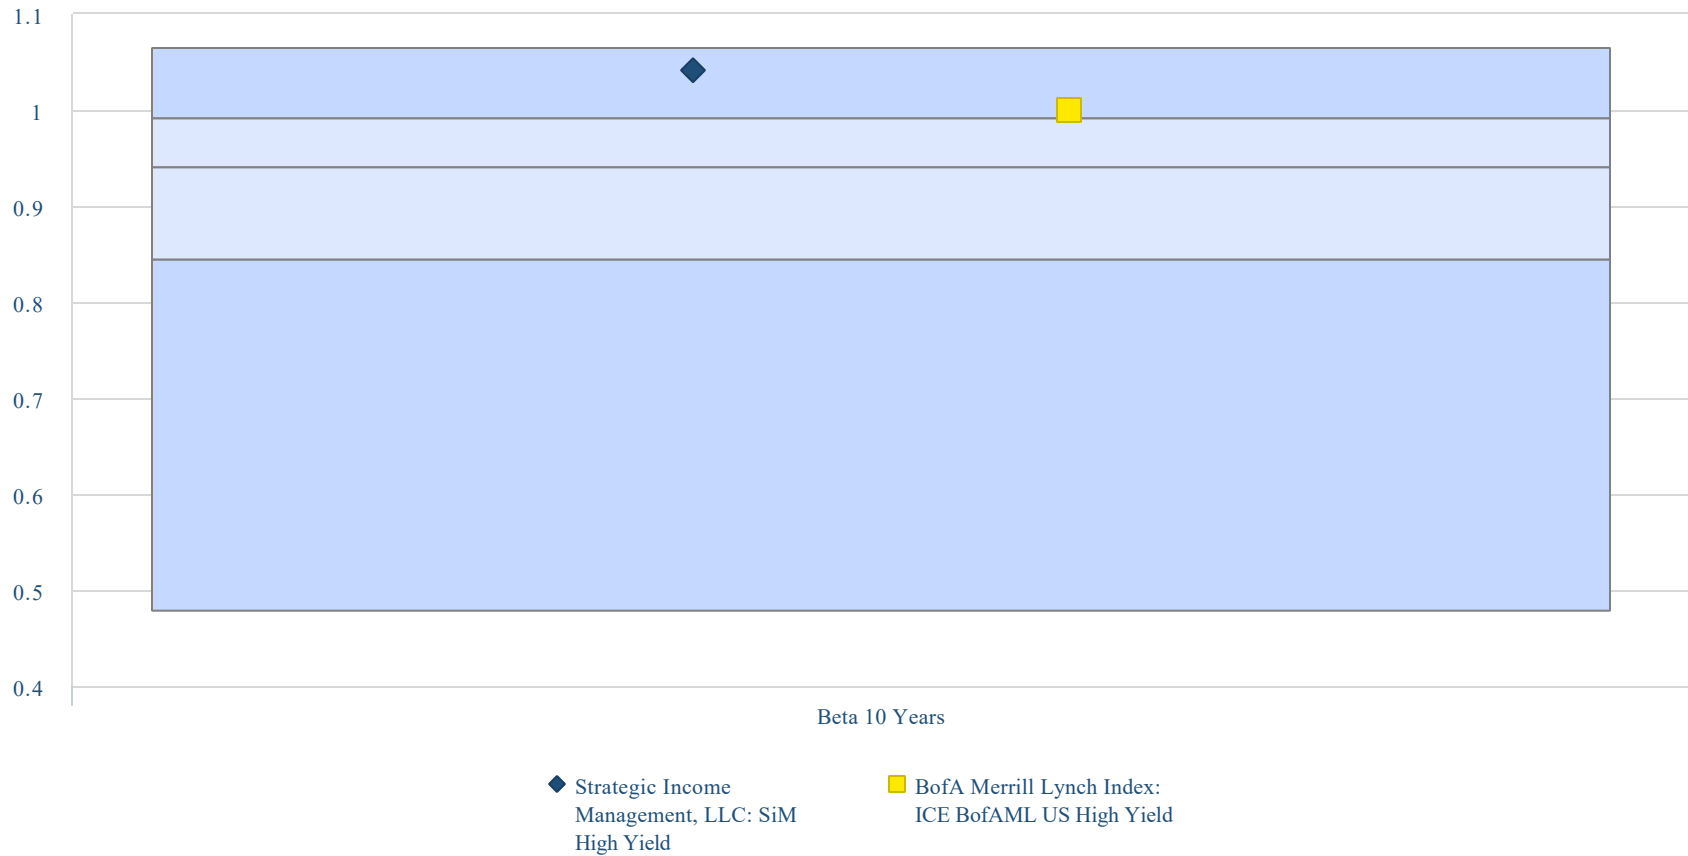 1.1
1
0.9
0.8
0.7
0.6
0.5
0.4
Beta 10 Years
Strategic Income
Management, LLC: SiM
High Yield
BofA Merrill Lynch Index:
ICE BofAML US High Yield